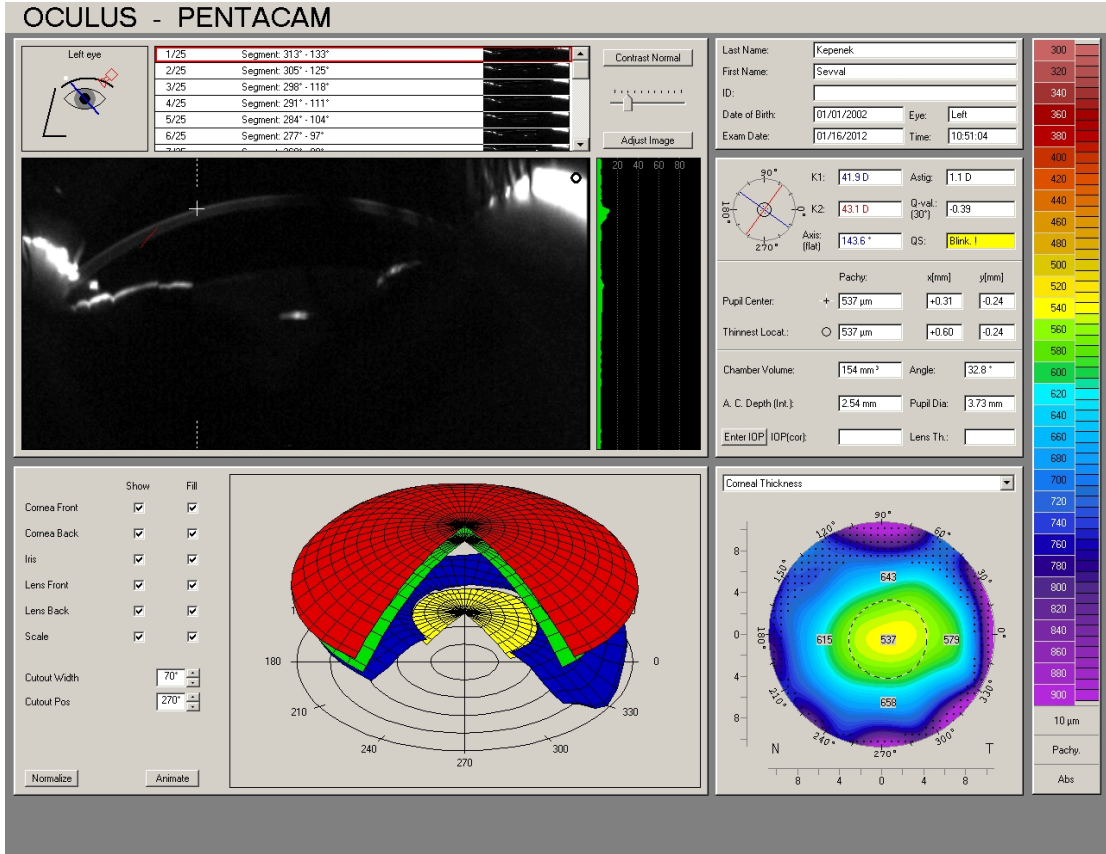 OCULUS - PENTACAM
Left eye
1/25 Segment: 313° - 133°
2/25 Segment: 305° - 125°
3/25 Segment: 298° - 118°
4/25 Segment: 291° - 111°
5/25 Segment: 284° - 104°
6/25 Segment: 277° - 97°
Contrast Normal
Adjust Image
20 40 60 80
Last Name: Kepenek
First Name: Sevval
ID:
Date of Birth: 01/01/2002 Eye: Left
Exam Date: 01/16/2012 Time: 10:51:04
90°
180°
0°
270°
K1: 41.9 D Astig: 1.1 D
K2: 43.1 D Q-val.: (30°) -0.39
Axis: (flat) 143.6 ° QS: Blink. !
Pachy: x[mm] y[mm]
Pupil Center: + 537 µm +0.31 -0.24
Thinnest Locat.: O 537 µm +0.60 -0.24
Chamber Volume: 154 mm³ Angle: 32.8 °
A. C. Depth (Int.): 2.54 mm Pupil Dia: 3.73 mm
Enter IOP IOP(cor): Lens Th.:
Show Fill
Cornea Front
Cornea Back
Iris
Lens Front
Lens Back
Scale
Cutout Width 70°
Cutout Pos 270°
Normalize Animate
180
0
210
330
240
300
270
Corneal Thickness
90°
120° 60°
150° 30°
180° 0°
330°
240° 300°
270°
8
4
0
4
8
643
615 537 579
658
N T
8 4 0 4 8
300
320
340
360
380
400
420
440
460
480
500
520
540
560
580
600
620
640
660
680
700
720
740
760
780
800
820
840
860
880
900
10 µm
Pachy.
Abs